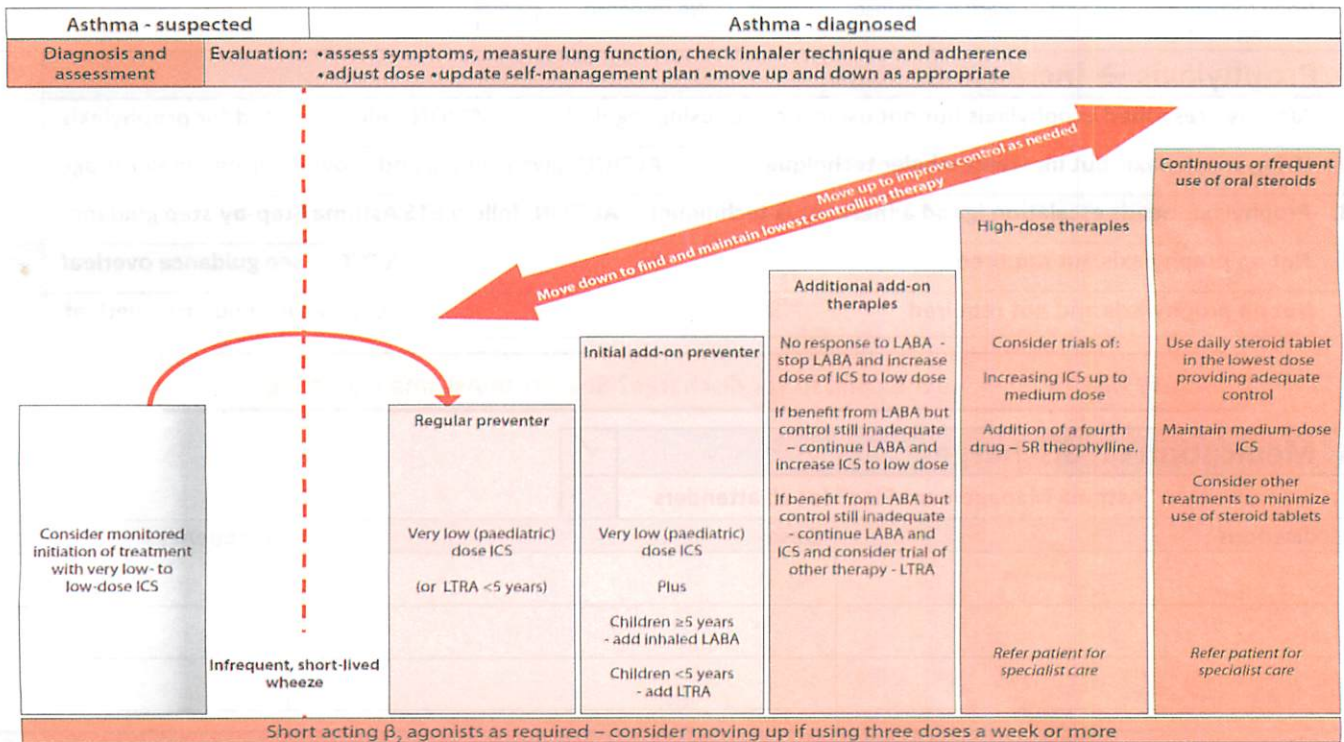 Asthma - suspected
Asthma - diagnosed
Diagnosis and
assessment
Evaluation: •assess symptoms, measure lung function, check inhaler technique and adherence
•adjust dose •update self-management plan •move up and down as appropriate
Move up to improve control as needed
Move down to find and maintain lowest controlling therapy
Consider monitored
initiation of treatment
with very low- to
low-dose ICS
Infrequent, short-lived
wheeze
Regular preventer
Very low (paediatric)
dose ICS
(or LTRA <5 years)
Initial add-on preventer
Very low (paediatric)
dose ICS
Plus
Children ≥5 years
- add inhaled LABA
Children <5 years
- add LTRA
Additional add-on
therapies
No response to LABA -
stop LABA and increase
dose of ICS to low dose
If benefit from LABA but
control still inadequate
– continue LABA and
increase ICS to low dose
If benefit from LABA but
control still inadequate
- continue LABA and
ICS and consider trial of
other therapy - LTRA
High-dose therapies
Consider trials of:
Increasing ICS up to
medium dose
Addition of a fourth
drug – SR theophylline.
Refer patient for
specialist care
Continuous or frequent
use of oral steroids
Use daily steroid tablet
in the lowest dose
providing adequate
control
Maintain medium-dose
ICS
Consider other
treatments to minimize
use of steroid tablets
Refer patient for
specialist care
Short acting β₂ agonists as required – consider moving up if using three doses a week or more